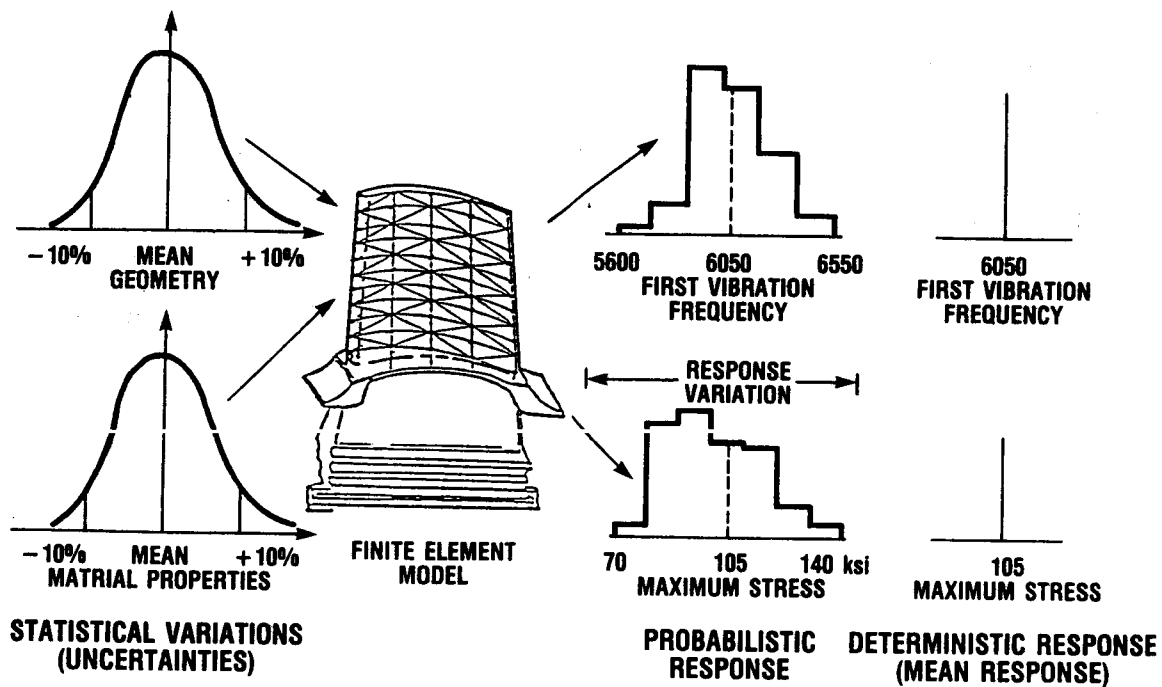 -10% MEAN +10%
GEOMETRY
-10% MEAN +10%
MATRIAL PROPERTIES
STATISTICAL VARIATIONS
(UNCERTAINTIES)
FINITE ELEMENT
MODEL
5600 6050 6550
FIRST VIBRATION
FREQUENCY
RESPONSE
VARIATION
70 105 140 ksi
MAXIMUM STRESS
PROBABILISTIC
RESPONSE
6050
FIRST VIBRATION
FREQUENCY
105
MAXIMUM STRESS
DETERMINISTIC RESPONSE
(MEAN RESPONSE)